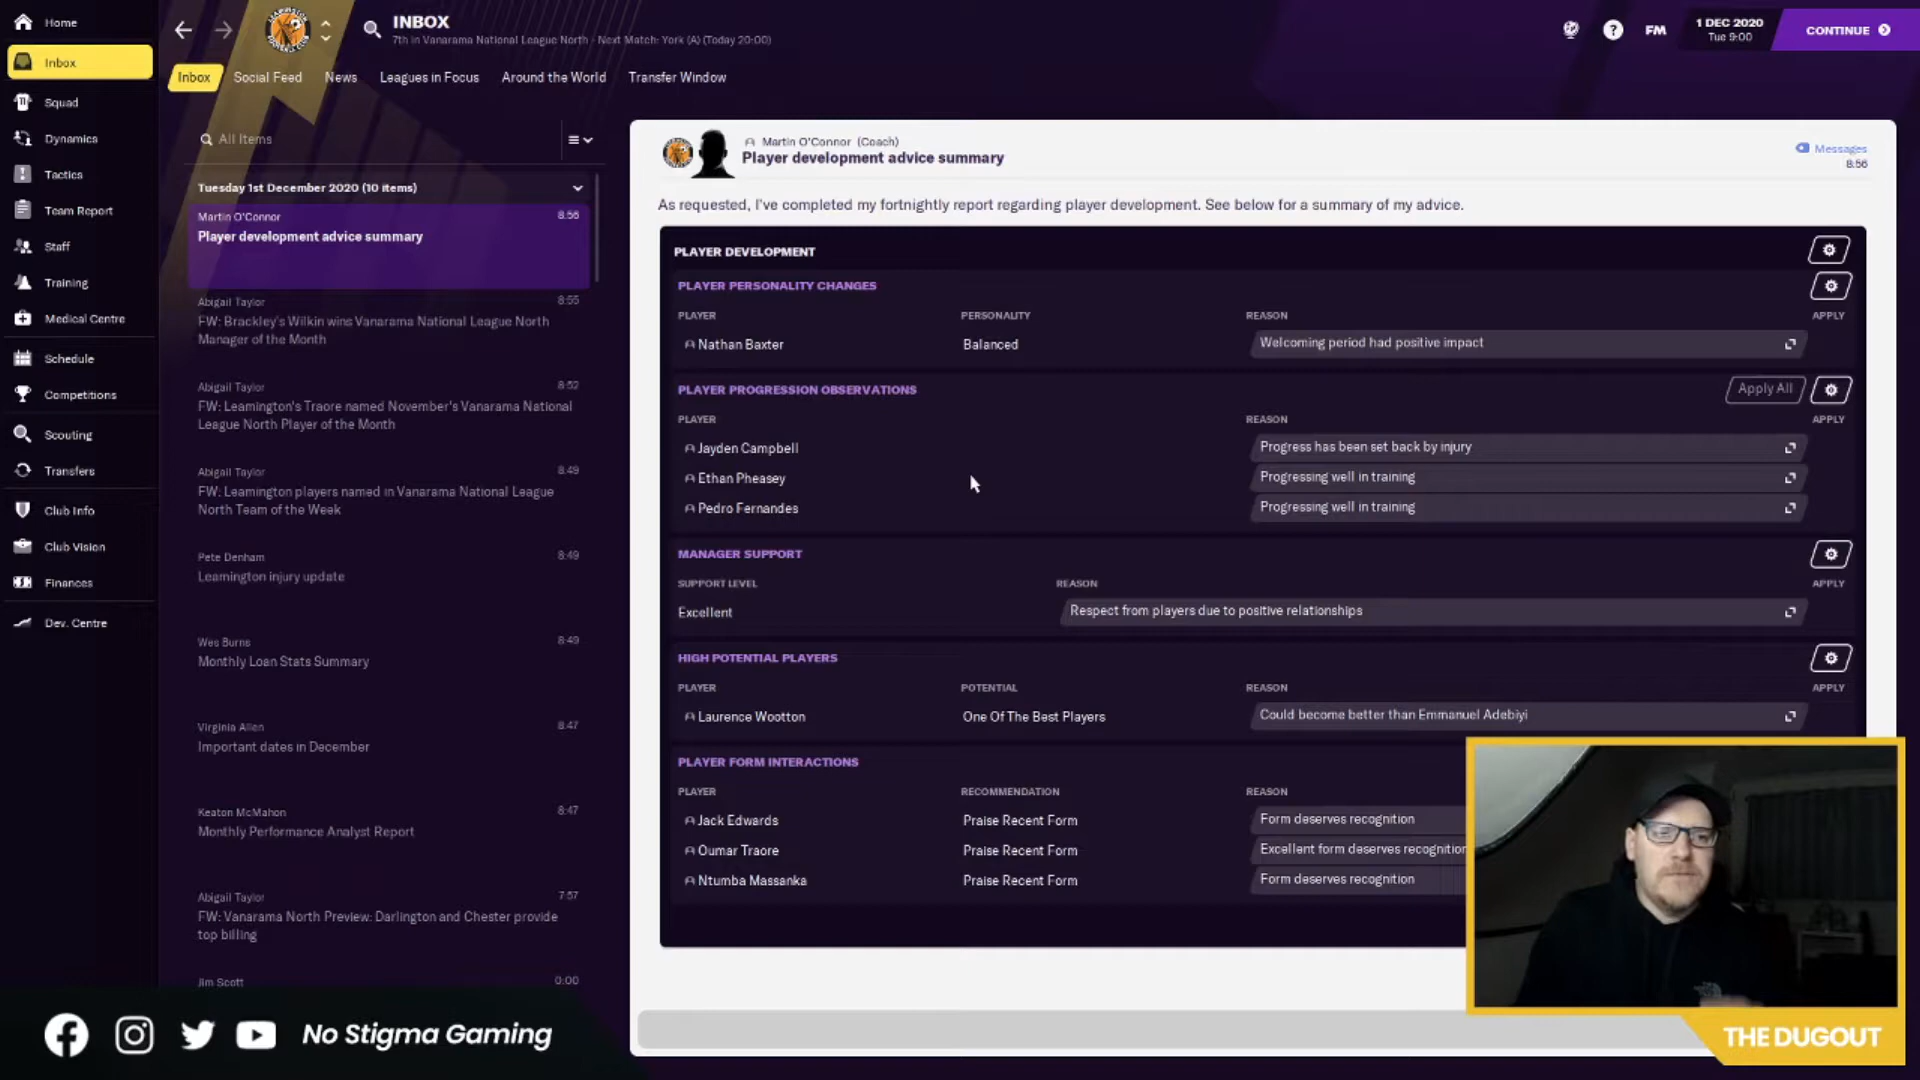 Home
INBOX
7th in Vanarama National League North - Next Match: York (A) (Today 20:00)
FM
1 DEC 2020
Tue 9:00
CONTINUE
Inbox
Squad
Dynamics
Tactics
Team Report
Staff
Training
Medical Centre
Schedule
Competitions
Scouting
Transfers
Club Info
Club Vision
Finances
Dev. Centre
Inbox Social Feed News Leagues in Focus Around the World Transfer Window
All Items
Tuesday 1st December 2020 (10 items)
Martin O'Connor 8:56
Player development advice summary
Abigail Taylor 8:55
FW: Brackley's Wilkin wins Vanarama National League North
Manager of the Month
Abigail Taylor 8:52
FW: Leamington's Traore named November's Vanarama National
League North Player of the Month
Abigail Taylor 8:49
FW: Leamington players named in Vanarama National League
North Team of the Week
Pete Denham 8:49
Leamington injury update
Wes Burns 8:49
Monthly Loan Stats Summary
Virginia Allen 8:47
Important dates in December
Keaton McMahon 8:47
Monthly Performance Analyst Report
Abigail Taylor 7:57
FW: Vanarama North Preview: Darlington and Chester provide
top billing
Jim Scott 0:00
Martin O'Connor (Coach)
Player development advice summary
Messages
8:56
As requested, I've completed my fortnightly report regarding player development. See below for a summary of my advice.
PLAYER DEVELOPMENT
PLAYER PERSONALITY CHANGES
PLAYER PERSONALITY REASON APPLY
Nathan Baxter Balanced Welcoming period had positive impact
PLAYER PROGRESSION OBSERVATIONS Apply All
PLAYER REASON APPLY
Jayden Campbell Progress has been set back by injury
Ethan Pheasey Progressing well in training
Pedro Fernandes Progressing well in training
MANAGER SUPPORT
SUPPORT LEVEL REASON APPLY
Excellent Respect from players due to positive relationships
HIGH POTENTIAL PLAYERS
PLAYER POTENTIAL REASON APPLY
Laurence Wootton One Of The Best Players Could become better than Emmanuel Adebiyi
PLAYER FORM INTERACTIONS
PLAYER RECOMMENDATION REASON
Jack Edwards Praise Recent Form Form deserves recognition
Oumar Traore Praise Recent Form Excellent form deserves recognition
Ntumba Massanka Praise Recent Form Form deserves recognition
No Stigma Gaming
THE DUGOUT